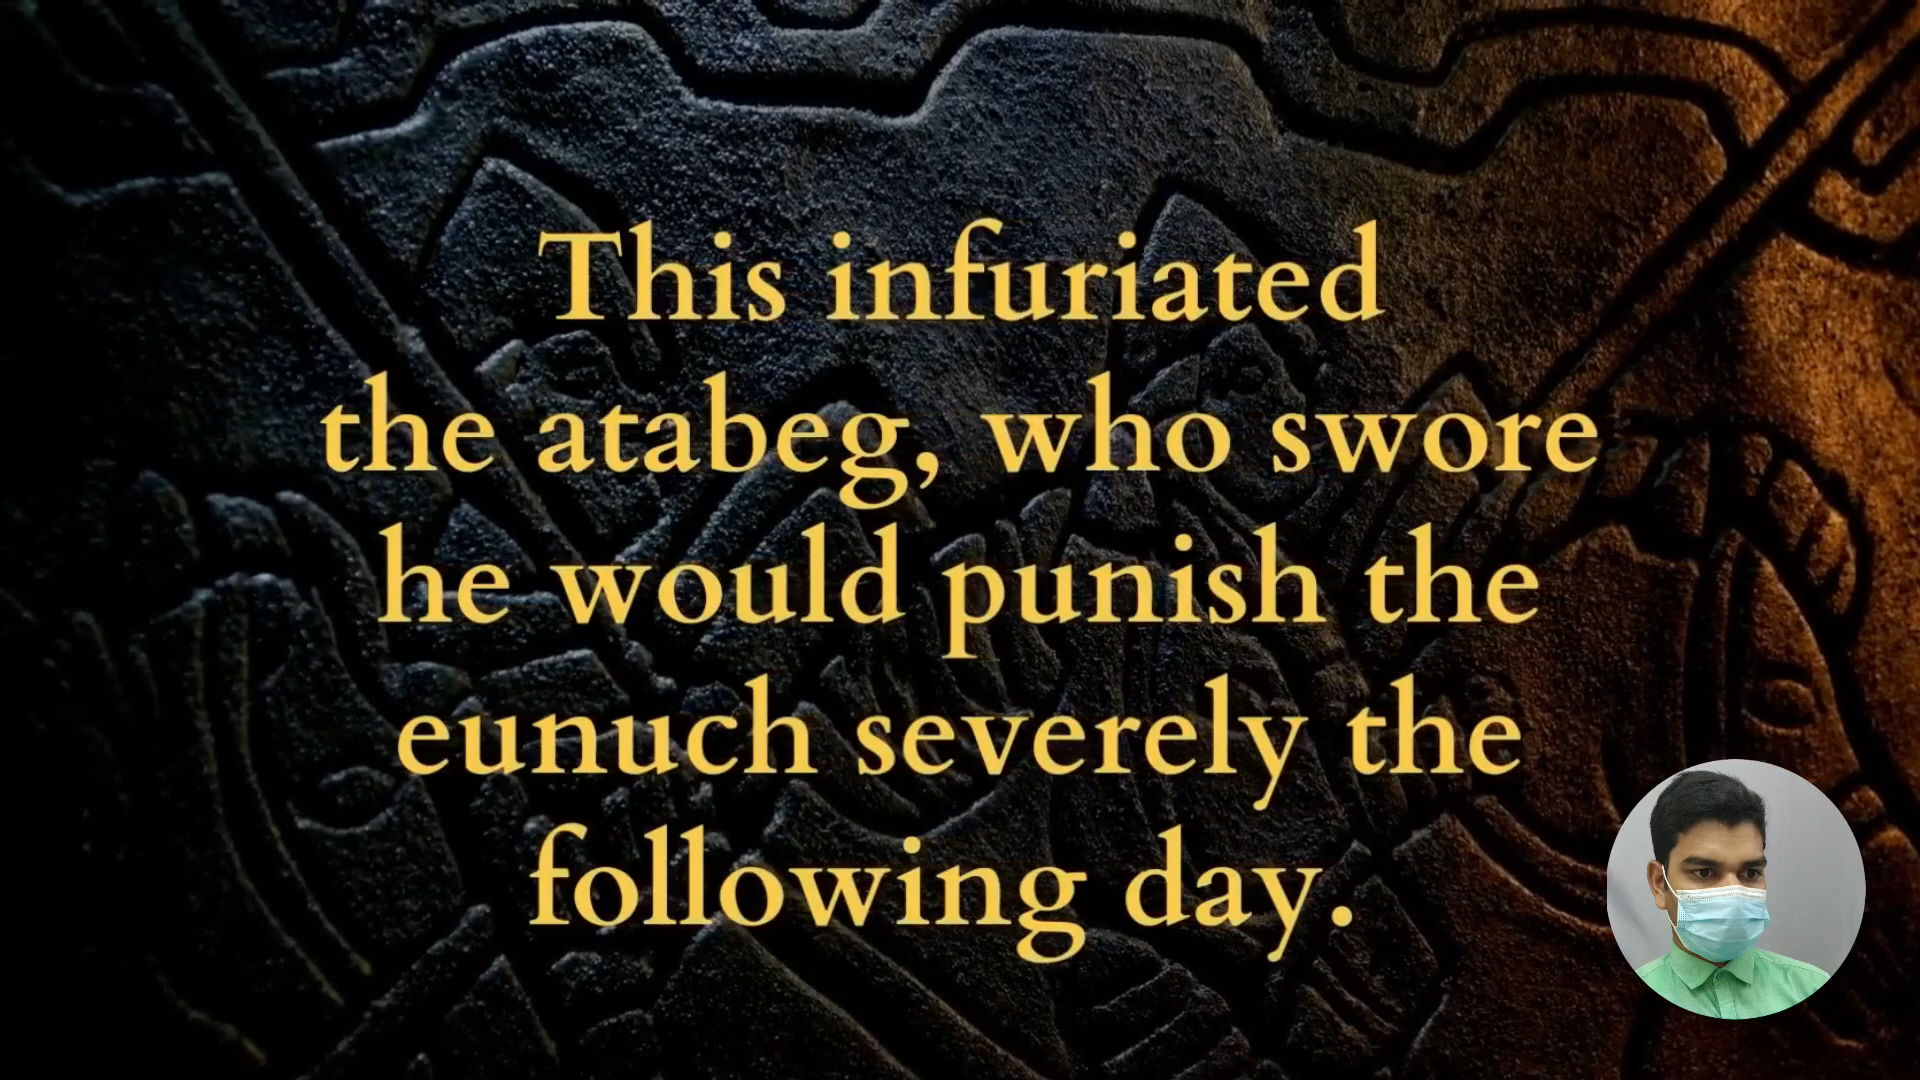 This infuriated
the atabeg, who swore
he would punish the
eunuch severely the
following day.